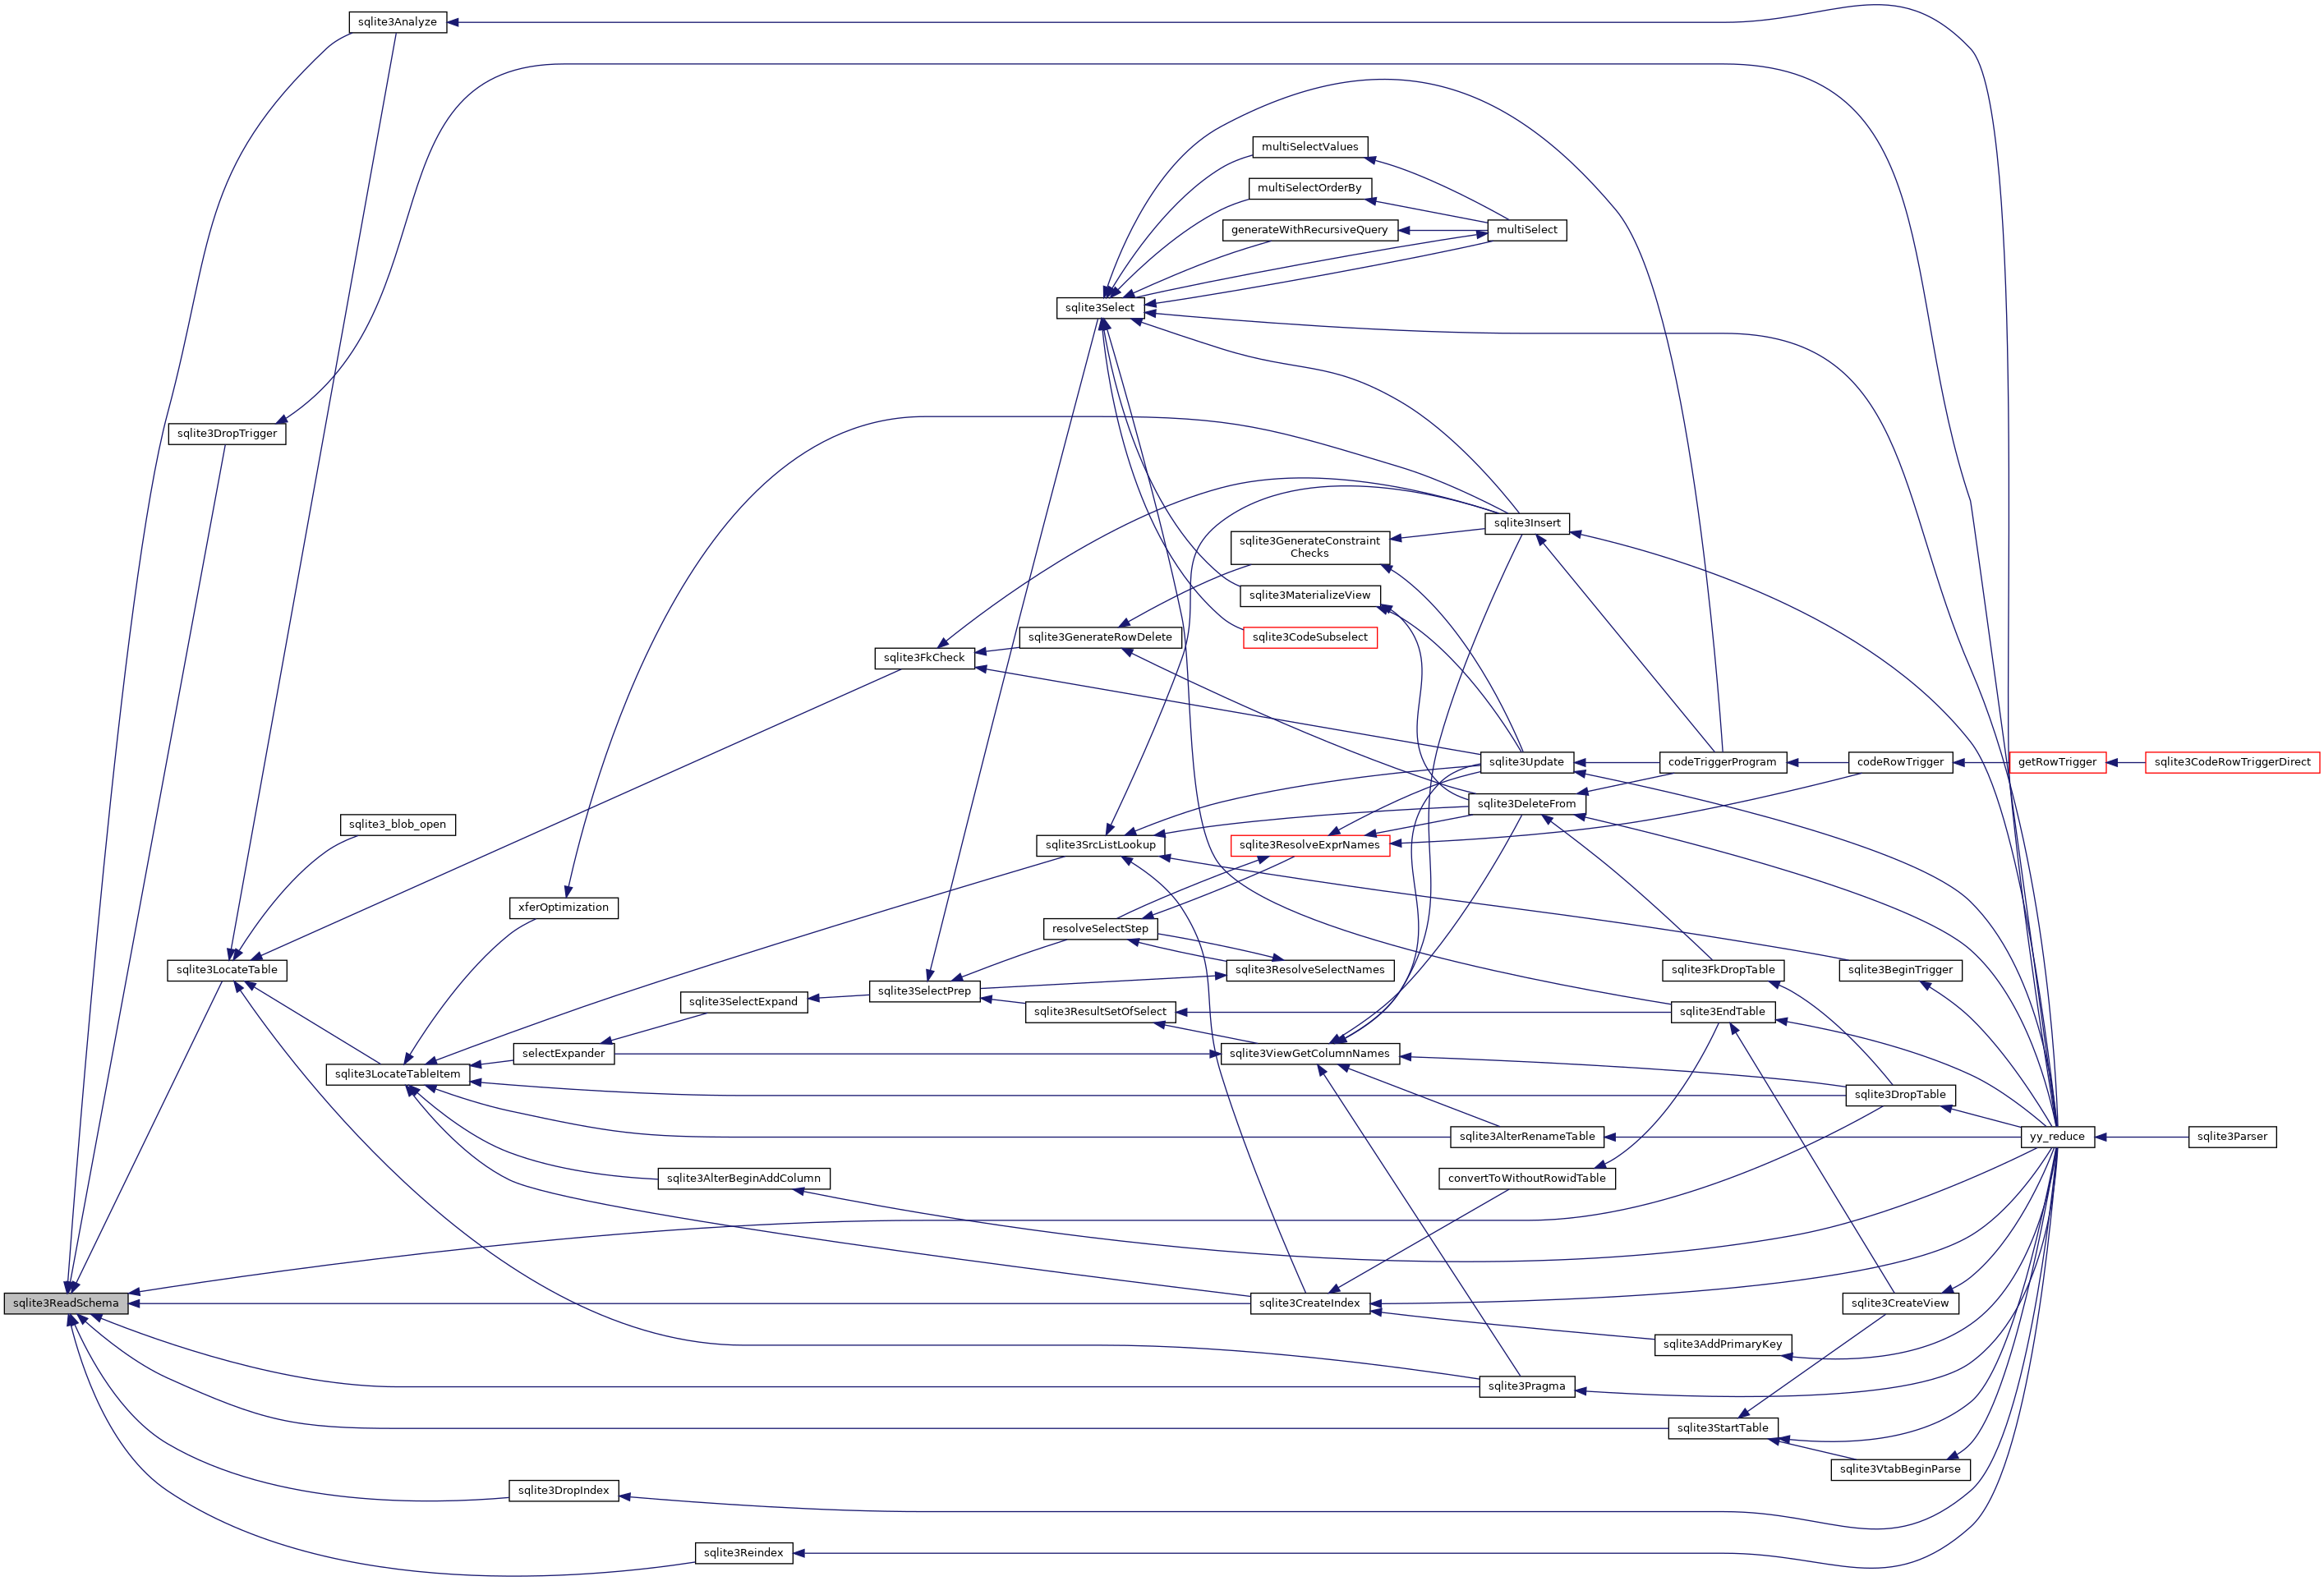 sqlite3Analyze
multiSelectValues
multiSelectOrderBy
generateWithRecursiveQuery
multiSelect
sqlite3Select
sqlite3DropTrigger
sqlite3Insert
sqlite3GenerateConstraint
Checks
sqlite3MaterializeView
sqlite3GenerateRowDelete
sqlite3CodeSubselect
sqlite3FkCheck
sqlite3Update
codeTriggerProgram
codeRowTrigger
getRowTrigger
sqlite3CodeRowTriggerDirect
sqlite3DeleteFrom
sqlite3_blob_open
sqlite3SrcListLookup
sqlite3ResolveExprNames
xferOptimization
resolveSelectStep
sqlite3LocateTable
sqlite3ResolveSelectNames
sqlite3FkDropTable
sqlite3BeginTrigger
sqlite3SelectPrep
sqlite3SelectExpand
sqlite3ResultSetOfSelect
sqlite3EndTable
selectExpander
sqlite3ViewGetColumnNames
sqlite3LocateTableItem
sqlite3DropTable
sqlite3AlterRenameTable
yy_reduce
sqlite3Parser
sqlite3AlterBeginAddColumn
convertToWithoutRowidTable
sqlite3ReadSchema
sqlite3CreateIndex
sqlite3CreateView
sqlite3AddPrimaryKey
sqlite3Pragma
sqlite3StartTable
sqlite3VtabBeginParse
sqlite3DropIndex
sqlite3Reindex